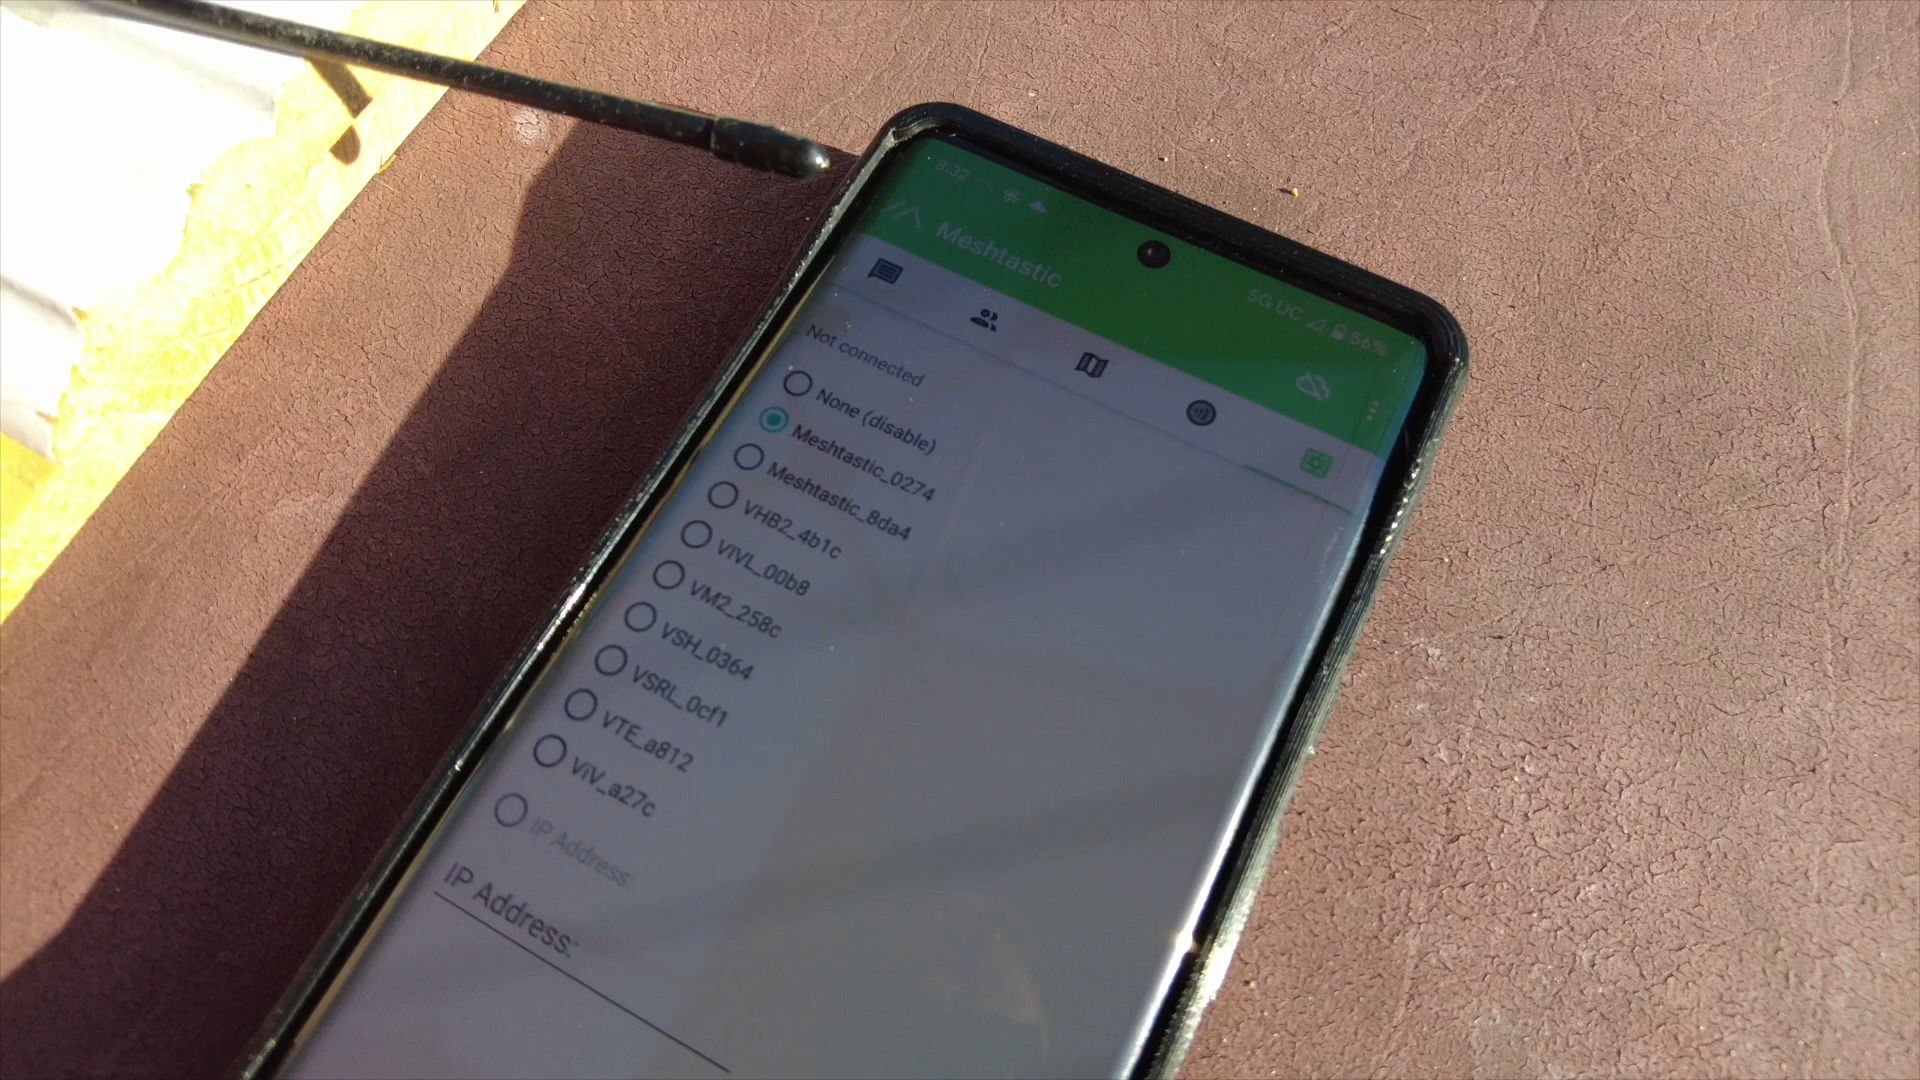 8:32
5G UC 56%
Meshtastic
Not connected
None (disable)
Meshtastic_0274
Meshtastic_8da4
VHB2_4b1c
ViVL_00b8
VM2_258c
VSH_0364
VSRL_0cf1
VTE_a812
ViV_a27c
IP Address:
IP Address: